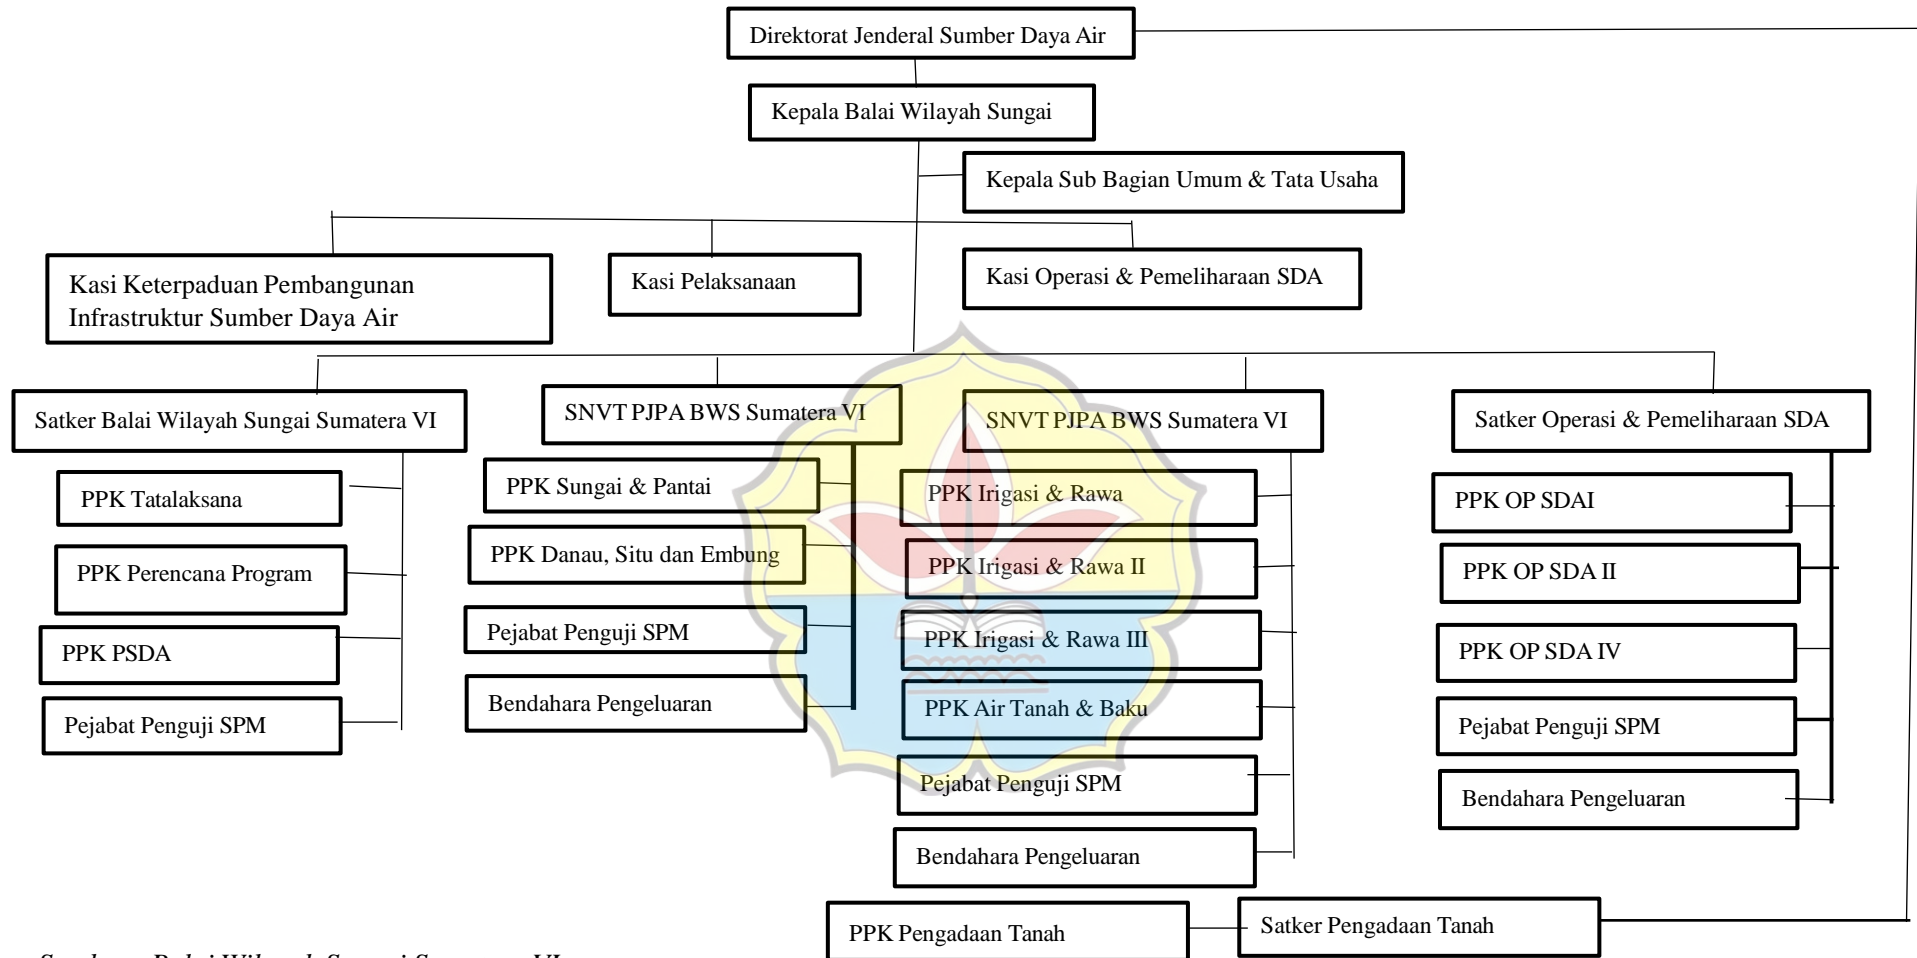 Direktorat Jenderal Sumber Daya Air
Kepala Balai Wilayah Sungai
Kepala Sub Bagian Umum & Tata Usaha
Kasi Keterpaduan Pembangunan
Infrastruktur Sumber Daya Air
Kasi Pelaksanaan
Kasi Operasi & Pemeliharaan SDA
Satker Balai Wilayah Sungai Sumatera VI
PPK Tatalaksana
PPK Perencana Program
PPK PSDA
Pejabat Penguji SPM
SNVT PJPA BWS Sumatera VI
PPK Sungai & Pantai
PPK Danau, Situ dan Embung
Pejabat Penguji SPM
Bendahara Pengeluaran
SNVT PJPA BWS Sumatera VI
PPK Irigasi & Rawa
PPK Irigasi & Rawa II
PPK Irigasi & Rawa III
PPK Air Tanah & Baku
Pejabat Penguji SPM
Bendahara Pengeluaran
Satker Operasi & Pemeliharaan SDA
PPK OP SDAI
PPK OP SDA II
PPK OP SDA IV
Pejabat Penguji SPM
Bendahara Pengeluaran
PPK Pengadaan Tanah
Satker Pengadaan Tanah
Balai Wilayah Sungai Sumatera VI